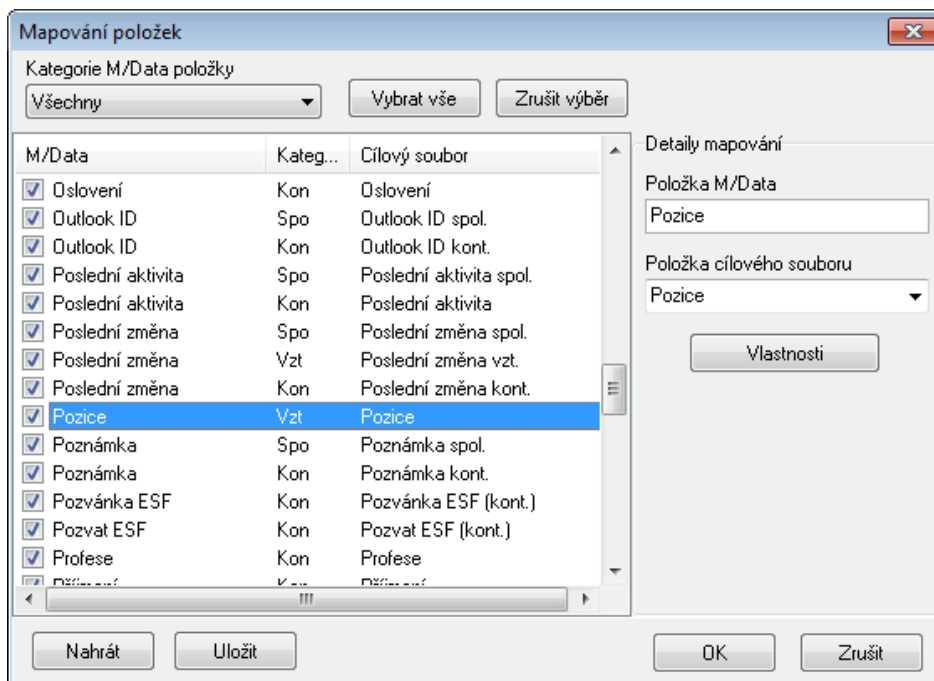 Mapování položek
Kategorie M/Data položky
Všechny
Vybrat vše
Zrušit výběr
M/Data Kateg... Cílový soubor
Oslovení Kon Oslovení
Outlook ID Spo Outlook ID spol.
Outlook ID Kon Outlook ID kont.
Poslední aktivita Spo Poslední aktivita spol.
Poslední aktivita Kon Poslední aktivita
Poslední změna Spo Poslední změna spol.
Poslední změna Vzt Poslední změna vzt.
Poslední změna Kon Poslední změna kont.
Pozice Vzt Pozice
Poznámka Spo Poznámka spol.
Poznámka Kon Poznámka kont.
Pozvánka ESF Kon Pozvánka ESF (kont.)
Pozvat ESF Kon Pozvat ESF (kont.)
Profese Kon Profese
Příjmení Kon Příjmení
Detaily mapování
Položka M/Data
Pozice
Položka cílového souboru
Pozice
Vlastnosti
Nahrát
Uložit
OK
Zrušit